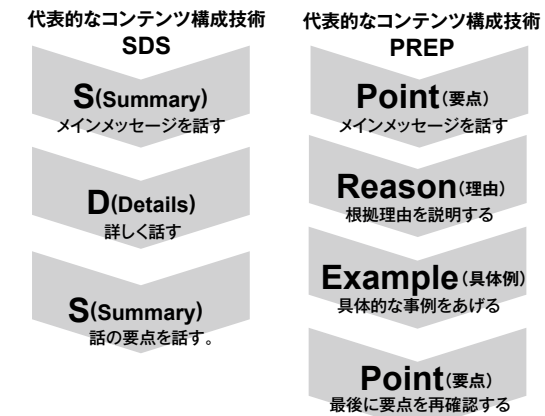 代表的なコンテンツ構成技術
SDS
S(Summary)
メインメッセージを話す
D(Details)
詳しく話す
S(Summary)
話の要点を話す。
代表的なコンテンツ構成技術
PREP
Point(要点)
メインメッセージを話す
Reason(理由)
根拠理由を説明する
Example(具体例)
具体的な事例をあげる
Point(要点)
最後に要点を再確認する